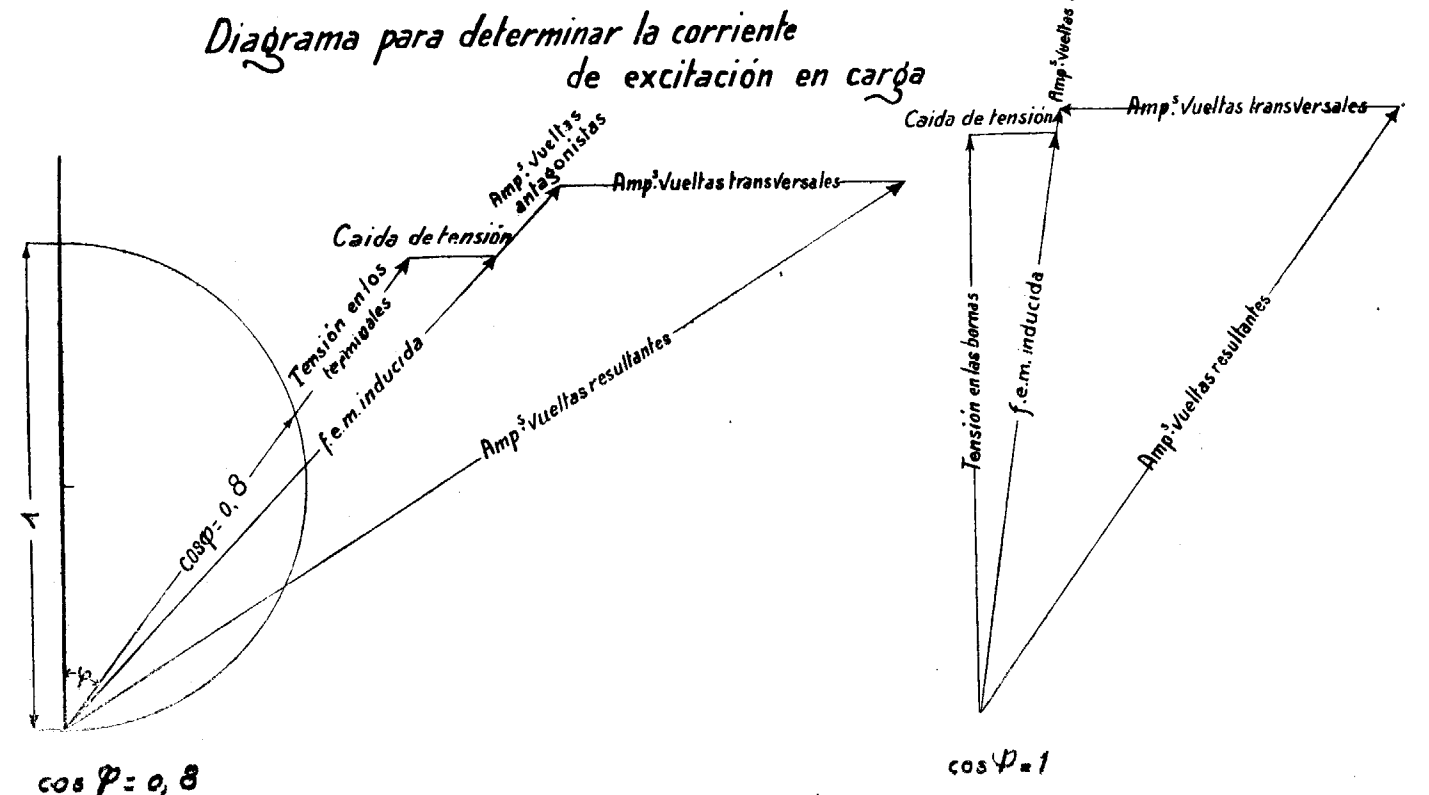 Diagrama para determinar la corriente
de excitación en carga
Amp.s Vueltas
antagonistas
Amp.s Vueltas transversales
Caida de tensión
Tensión en los
terminales
f.e.m. inducida
Amp.s vueltas resultantes
cosφ = 0,8
1
φ
cos φ = 0,8
Amp.s Vueltas
Caida de tensión
Amp.s Vueltas transversales
Tensión en las bornas
f.e.m. inducida
Amp.s vueltas resultantes
cos φ = 1